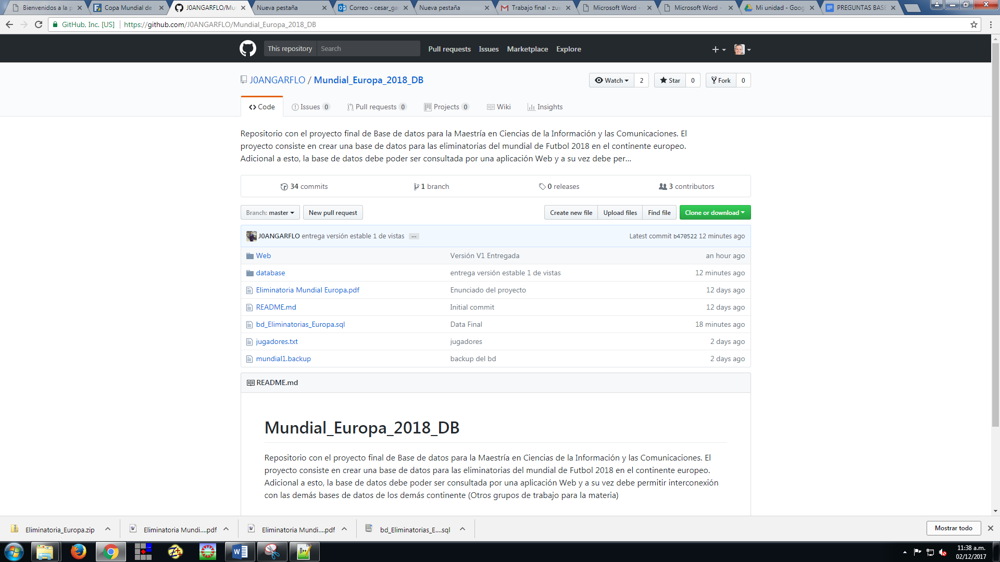 Bienvenidos a la p
Copa Mundial de
J0ANGARFLO/Mu
Nueva pestaña
Correo - cesar_ga
Nueva pestaña
Trabajo final - zu
Microsoft Word -
Microsoft Word -
Mi unidad - Goog
PREGUNTAS BASE
GitHub, Inc. [US] https://github.com/J0ANGARFLO/Mundial_Europa_2018_DB
This repository Search Pull requests Issues Marketplace Explore
J0ANGARFLO / Mundial_Europa_2018_DB
Watch 2 Star 0 Fork 0
Code Issues 0 Pull requests 0 Projects 0 Wiki Insights
Repositorio con el proyecto final de Base de datos para la Maestría en Ciencias de la Información y las Comunicaciones. El
proyecto consiste en crear una base de datos para las eliminatorias del mundial de Futbol 2018 en el continente europeo.
Adicional a esto, la base de datos debe poder ser consultada por una aplicación Web y a su vez debe per...
34 commits 1 branch 0 releases 3 contributors
Branch: master New pull request Create new file Upload files Find file Clone or download
J0ANGARFLO entrega versión estable 1 de vistas ... Latest commit b470522 12 minutes ago
Web Versión V1 Entregada an hour ago
database entrega versión estable 1 de vistas 12 minutes ago
Eliminatoria Mundial Europa.pdf Enunciado del proyecto 12 days ago
README.md Initial commit 12 days ago
bd_Eliminatorias_Europa.sql Data Final 18 minutes ago
jugadores.txt jugadores 2 days ago
mundial1.backup backup del bd 2 days ago
README.md
Mundial_Europa_2018_DB
Repositorio con el proyecto final de Base de datos para la Maestría en Ciencias de la Información y las Comunicaciones. El
proyecto consiste en crear una base de datos para las eliminatorias del mundial de Futbol 2018 en el continente europeo.
Adicional a esto, la base de datos debe poder ser consultada por una aplicación Web y a su vez debe permitir interconexión
con las demás bases de datos de los demás continente (Otros grupos de trabajo para la materia)
Eliminatoria_Europa.zip Eliminatoria Mundi....pdf Eliminatoria Mundi....pdf bd_Eliminatorias_E....sql Mostrar todo
11:38 a.m.
02/12/2017